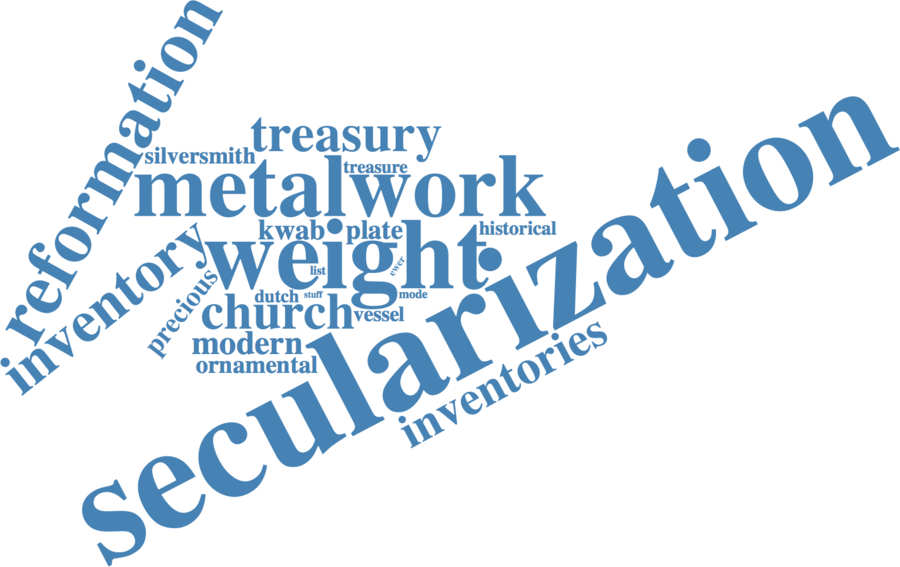 reformation
treasury
silversmith
treasure
metalwork
secularization
kwab plate
historical
inventory
weight
list
ewer
precious
dutch
stuff
mode
church
vessel
modern
ornamental
inventories